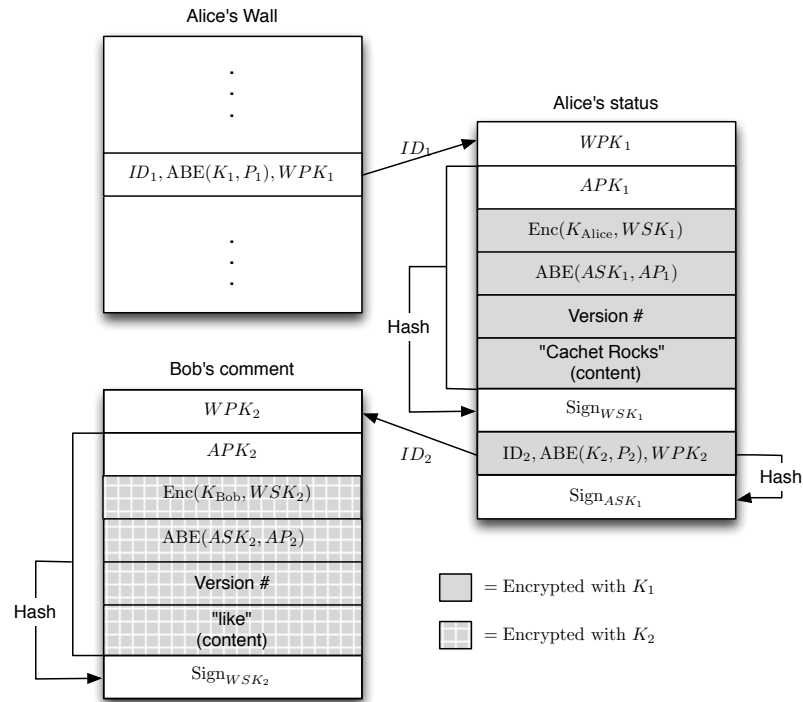 Alice's Wall
.
.
.
ID₁, ABE(K₁, P₁), WPK₁
.
.
.
ID₁
Alice's status
WPK₁
APK₁
Enc(K_Alice, WSK₁)
ABE(ASK₁, AP₁)
Version #
"Cachet Rocks"
(content)
Sign_WSK₁
ID₂, ABE(K₂, P₂), WPK₂
Sign_ASK₁
Hash
Hash
ID₂
Bob's comment
WPK₂
APK₂
Enc(K_Bob, WSK₂)
ABE(ASK₂, AP₂)
Version #
"like"
(content)
Sign_WSK₂
Hash
= Encrypted with K₁
= Encrypted with K₂